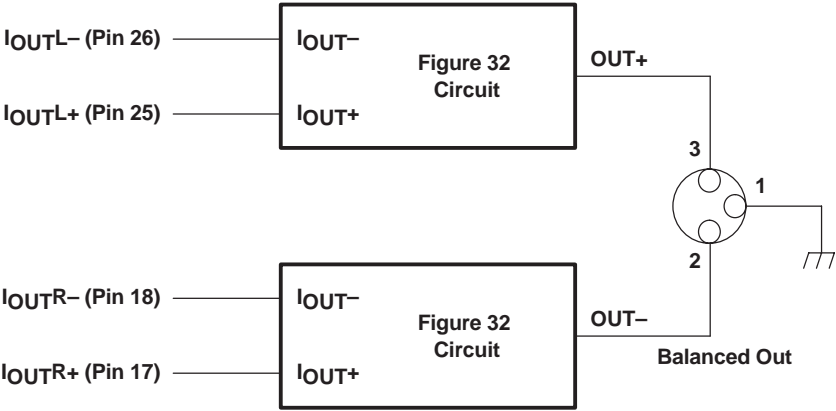 IOUTL– (Pin 26)
IOUT–
Figure 32
Circuit
OUT+
IOUTL+ (Pin 25)
IOUT+
3
1
2
IOUTR– (Pin 18)
IOUT–
Figure 32
Circuit
OUT–
Balanced Out
IOUTR+ (Pin 17)
IOUT+